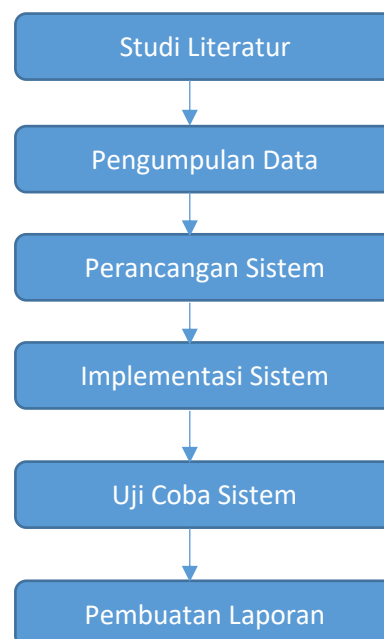 Studi Literatur
Pengumpulan Data
Perancangan Sistem
Implementasi Sistem
Uji Coba Sistem
Pembuatan Laporan